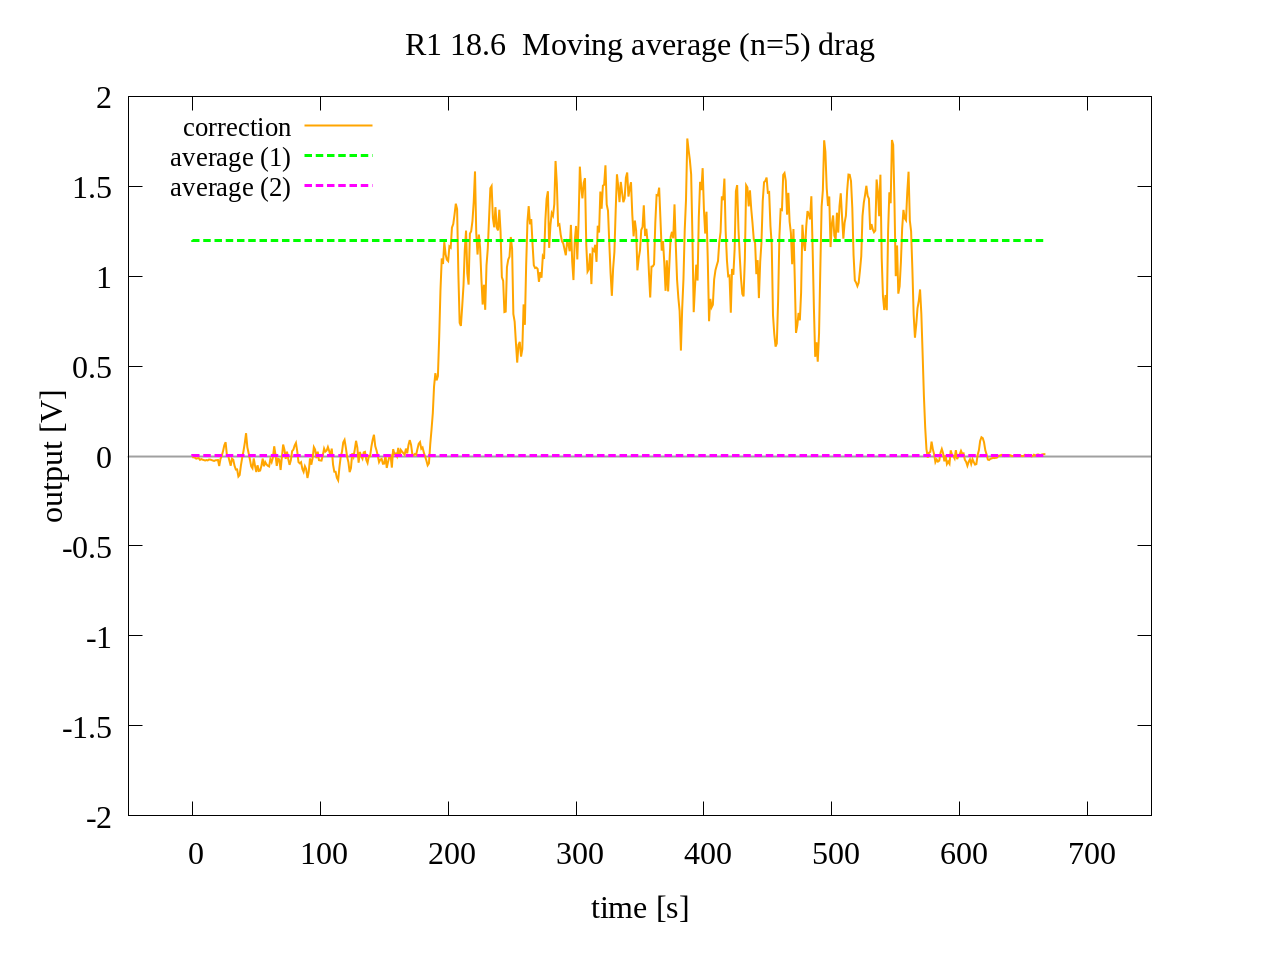 R1 18.6  Moving average (n=5) drag
correction
average (1)
average (2)
2
1.5
1
0.5
0
-0.5
-1
-1.5
-2
output [V]
0 100 200 300 400 500 600 700
time [s]